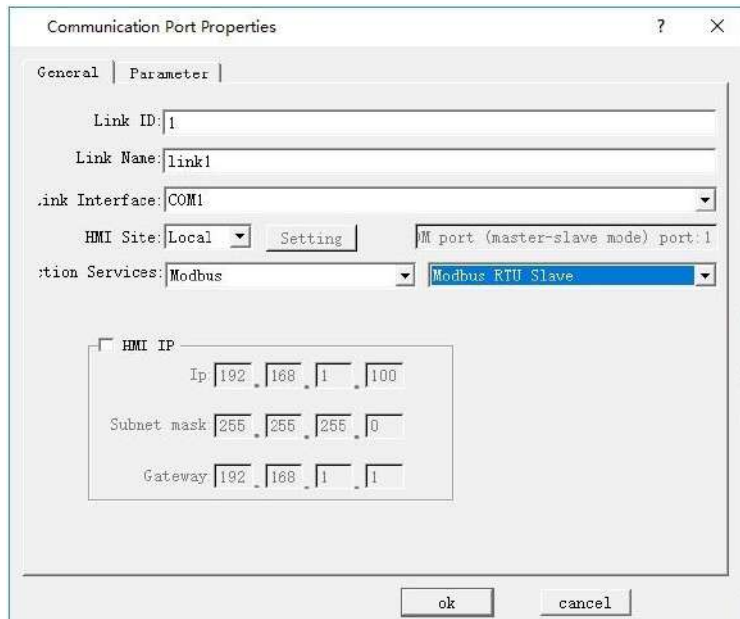 Communication Port Properties ? ×
General Parameter
Link ID: 1
Link Name: link1
.ink Interface: COM1
HMI Site: Local Setting )M port (master-slave mode) port:1
:tion Services: Modbus Modbus RTU Slave
HMI IP
Ip 192 . 168 . 1 . 100
Subnet mask 255 . 255 . 255 . 0
Gateway 192 . 168 . 1 . 1
ok cancel